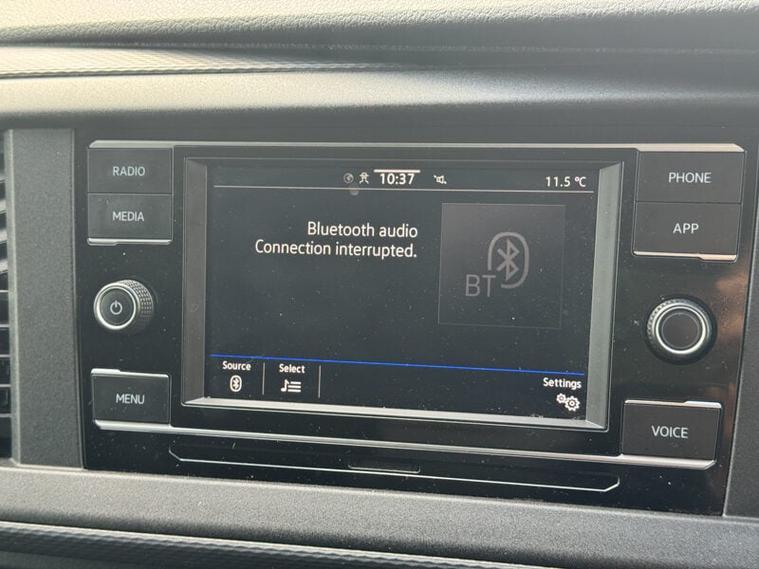 RADIO
MEDIA
MENU
10:37
11.5 °C
Bluetooth audio
Connection interrupted.
BT
Source
Select
Settings
PHONE
APP
VOICE